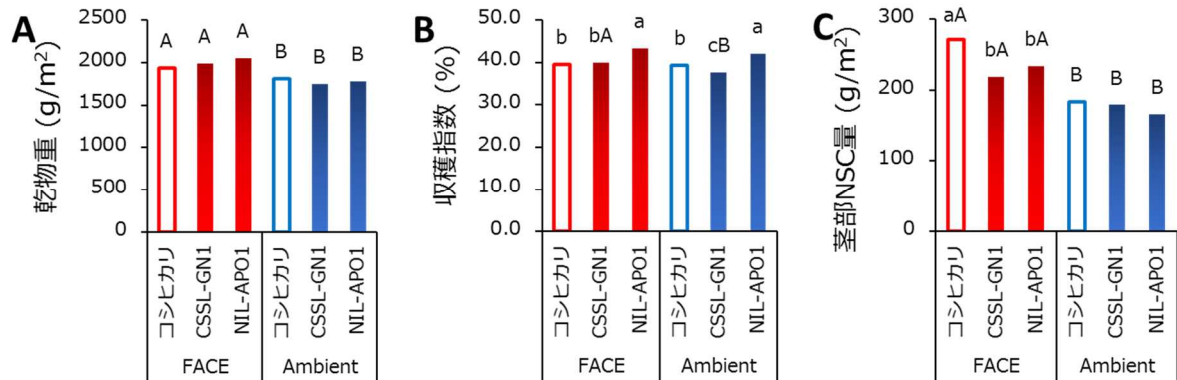 A
乾物重 (g/m2)
2500
2000
1500
1000
500
0
A
A
A
B
B
B
コシヒカリ
CSSL-GN1
NIL-APO1
コシヒカリ
CSSL-GN1
NIL-APO1
FACE
Ambient
B
収穫指数 (%)
50.0
40.0
30.0
20.0
10.0
0.0
b
bA
a
b
cB
a
コシヒカリ
CSSL-GN1
NIL-APO1
コシヒカリ
CSSL-GN1
NIL-APO1
FACE
Ambient
C
茎部NSC量 (g/m2)
300
200
100
0
aA
bA
bA
B
B
B
コシヒカリ
CSSL-GN1
NIL-APO1
コシヒカリ
CSSL-GN1
NIL-APO1
FACE
Ambient